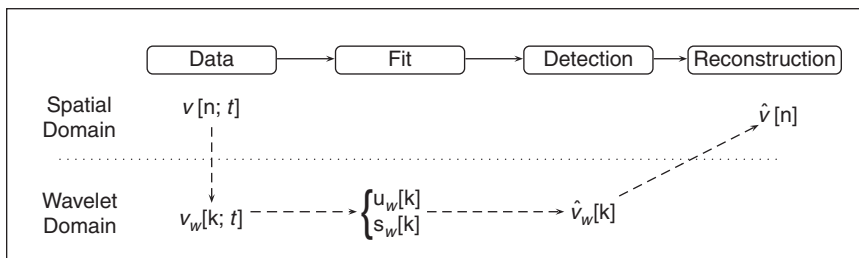 Data Fit Detection Reconstruction
Spatial
Domain
v [n; t]
v̂ [n]
Wavelet
Domain
v_w[k; t]
{u_w[k]
s_w[k]
v̂_w[k]